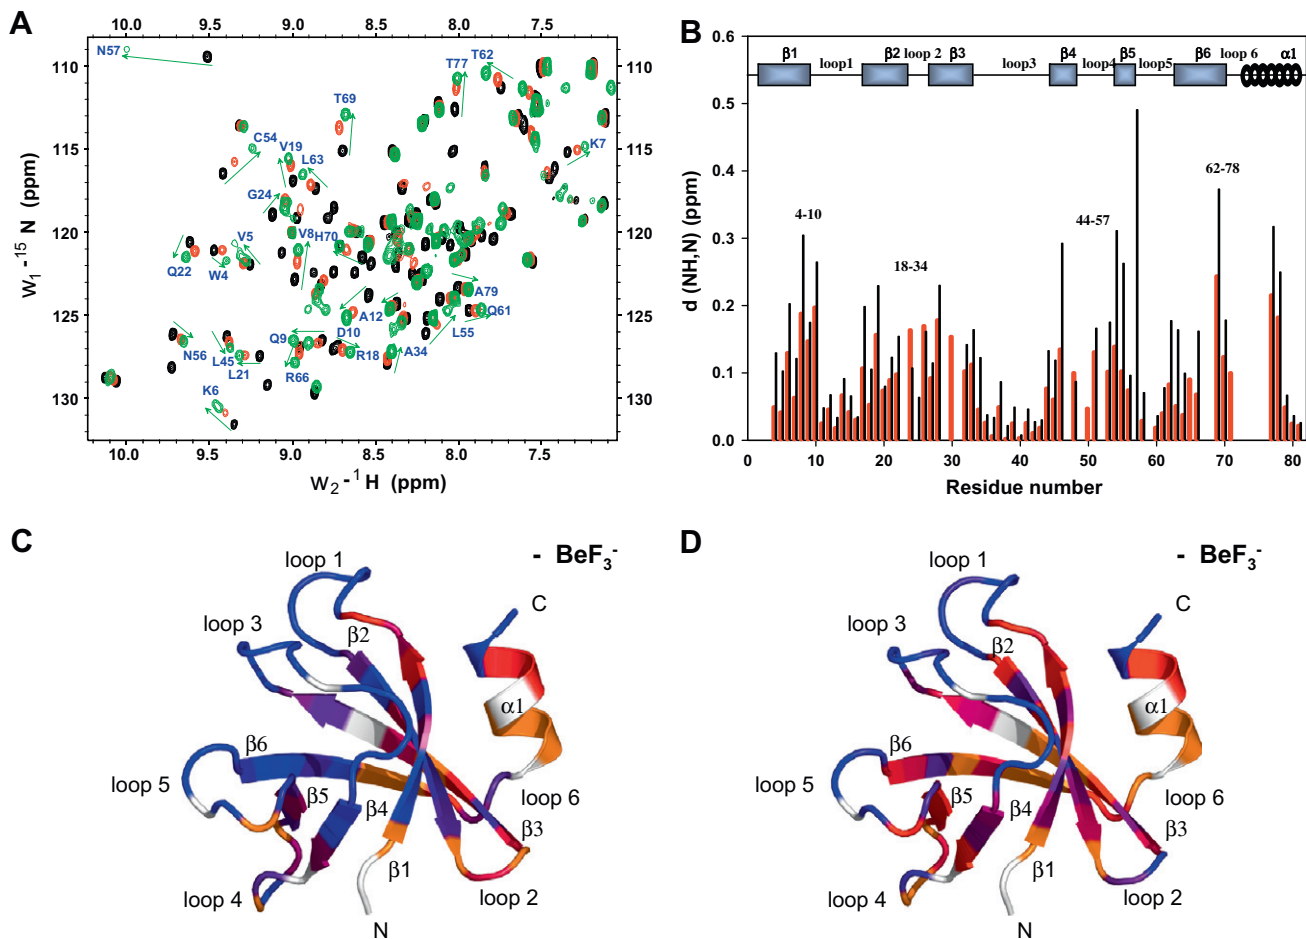 A
10.0 9.5 9.0 8.5 8.0 7.5
110
115
120
125
130
W1 - 15 N (ppm)
N57
T77
T62
T69
C54
V19
L63
K7
G24
V8
H70
V5
W4
Q22
A79
Q61
A12
L55
Q9
D10
N56
L45
L21
R18
A34
R66
K6
10.0 9.5 9.0 8.5 8.0 7.5
W2 - 1H (ppm)
B
0.6
0.5
0.4
0.3
0.2
0.1
0.0
d (NH,N) (ppm)
β1 β2 loop 2 β3 β4 β5 β6 loop 6 α1
loop1 loop3 loop4 loop5
4-10
18-34
44-57
62-78
0 10 20 30 40 50 60 70 80
Residue number
C
- BeF3-
loop 1
C
loop 3
β2
α1
β6
loop 5
β5
β4
loop 6
β3
β1
loop 4
loop 2
N
D
- BeF3-
loop 1
C
loop 3
β2
α1
β6
loop 5
β5
β4
loop 6
β3
β1
loop 4
loop 2
N